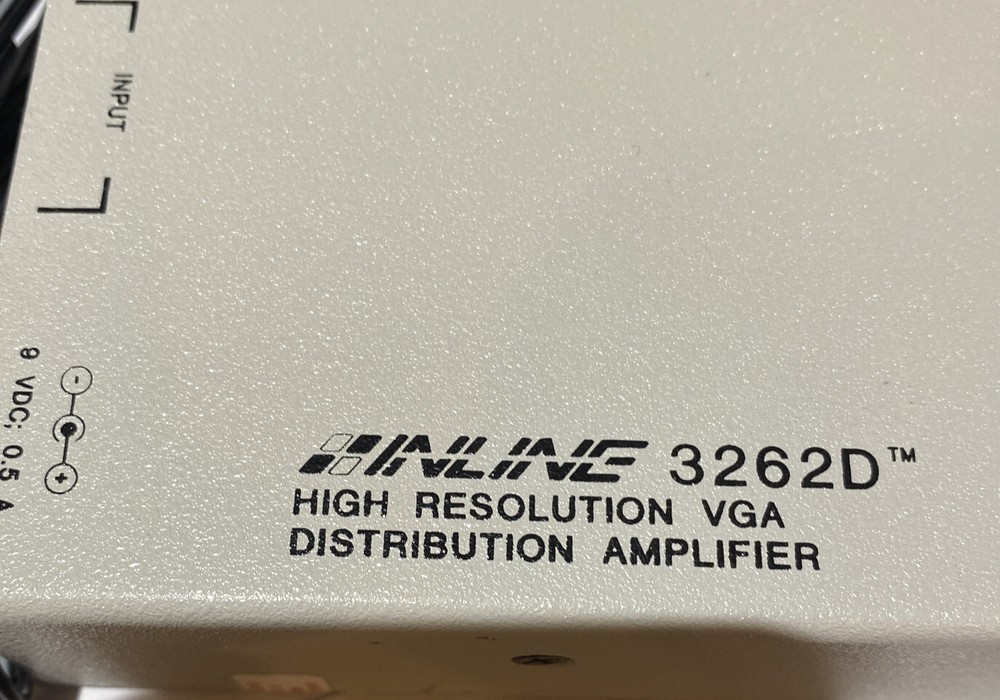 INPUT
9 VDC; 0.5 A
- +
INLINE 3262D™
HIGH RESOLUTION VGA
DISTRIBUTION AMPLIFIER